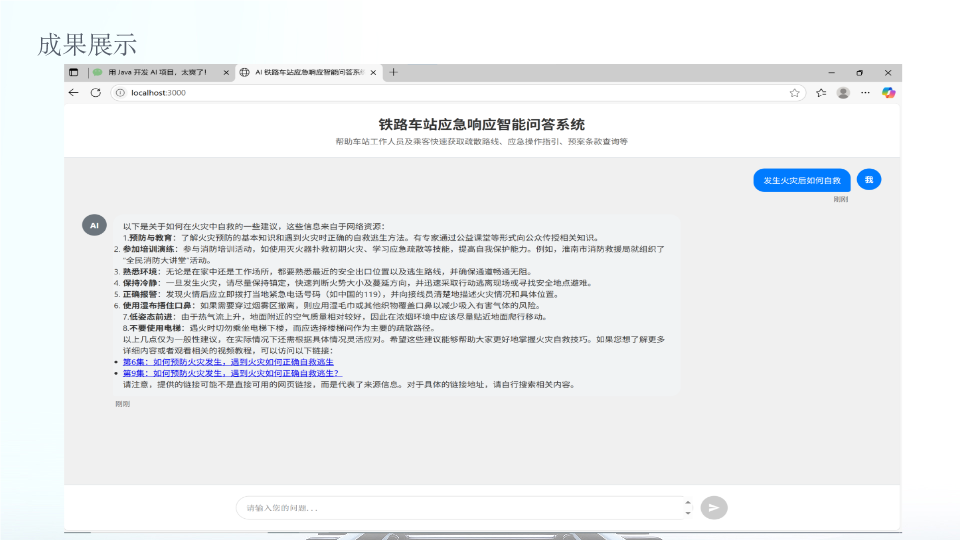 成果展示
用 Java 开发 AI 项目，太爽了！
AI 铁路车站应急响应智能问答系统
localhost:3000
铁路车站应急响应智能问答系统
帮助车站工作人员及乘客快速获取疏散路线、应急操作指引、预案条款查询等
发生火灾后如何自救
我
刚刚
AI
以下是关于如何在火灾中自救的一些建议，这些信息来自于网络资源：
1.预防与教育：了解火灾预防的基本知识和遇到火灾时正确的自救逃生方法。有专家通过公益课堂等形式向公众传授相关知识。
2. 参加培训演练：参与消防培训活动，如使用灭火器扑救初期火灾、学习应急疏散等技能，提高自我保护能力。例如，淮南市消防救援局就组织了
“全民消防大讲堂”活动。
3. 熟悉环境：无论是在家中还是工作场所，都要熟悉最近的安全出口位置以及逃生路线，并确保通道畅通无阻。
4. 保持冷静：一旦发生火灾，请尽量保持镇定，快速判断火势大小及蔓延方向，并迅速采取行动逃离现场或寻找安全地点避难。
5. 正确报警：发现火情后应立即拨打当地紧急电话号码（如中国的119），并向接线员清楚地描述火灾情况和具体位置。
6. 使用湿布捂住口鼻：如果需要穿过烟雾区撤离，则应用湿毛巾或其他织物覆盖口鼻以减少吸入有害气体的风险。
7.低姿态前进：由于热气流上升，地面附近的空气质量相对较好，因此在浓烟环境中应该尽量贴近地面爬行移动。
8.不要使用电梯：遇火时切勿乘坐电梯下楼，而应选择楼梯间作为主要的疏散路径。
以上几点仅为一般性建议，在实际情况下还需根据具体情况灵活应对。希望这些建议能够帮助大家更好地掌握火灾自救技巧。如果您想了解更多
详细内容或者观看相关的视频教程，可以访问以下链接：
• 第6集：如何预防火灾发生，遇到火灾如何正确自救逃生
• 第9集：如何预防火灾发生，遇到火灾如何正确自救逃生？
请注意，提供的链接可能不是直接可用的网页链接，而是代表了来源信息。对于具体的链接地址，请自行搜索相关内容。
刚刚
请输入您的问题...